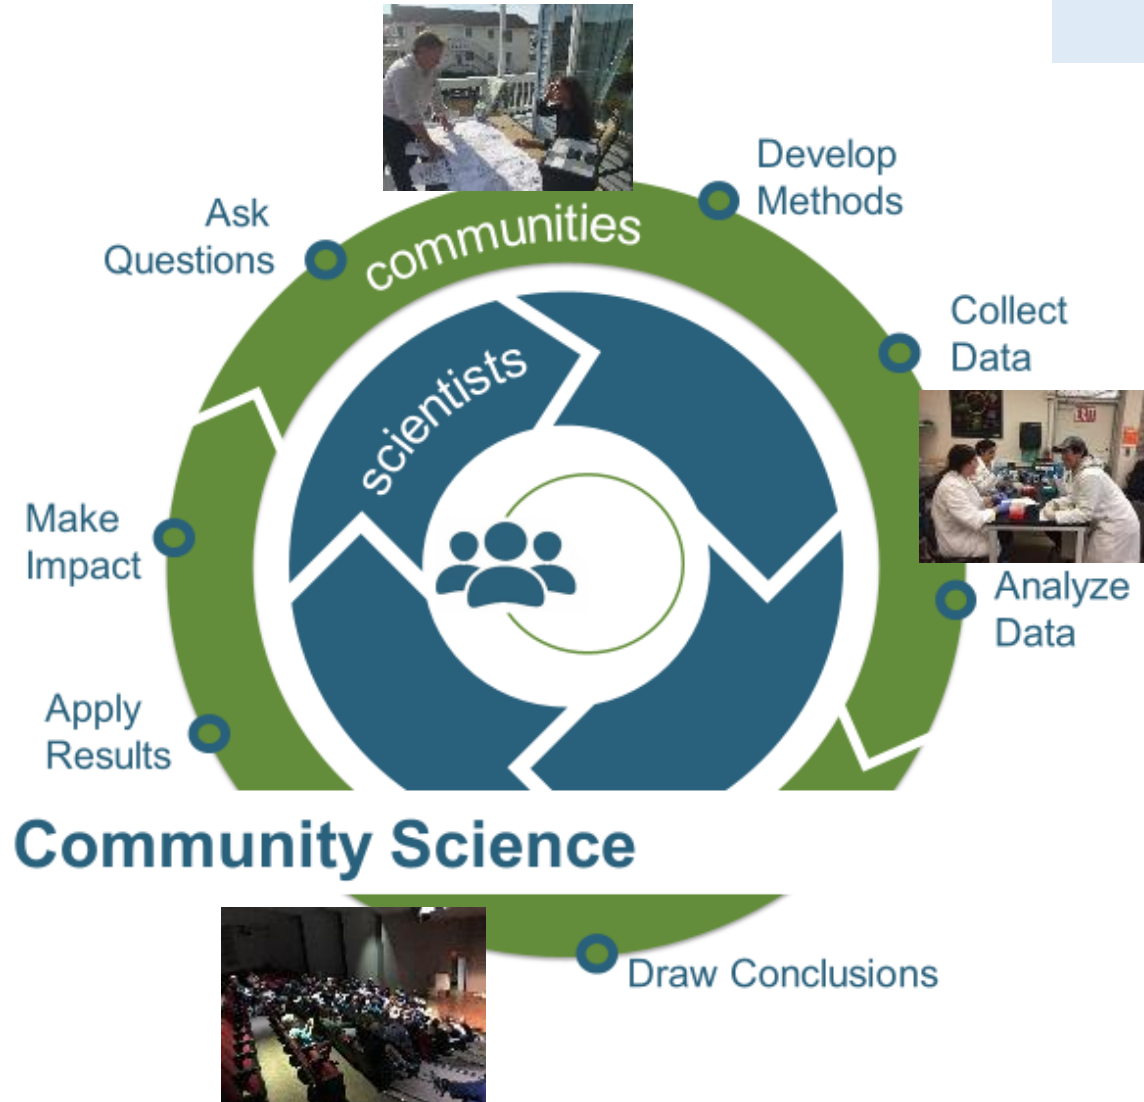 Develop
Methods
Ask
Questions
communities
Collect
Data
scientists
Make
Impact
Analyze
Data
Apply
Results
Community Science
Draw Conclusions